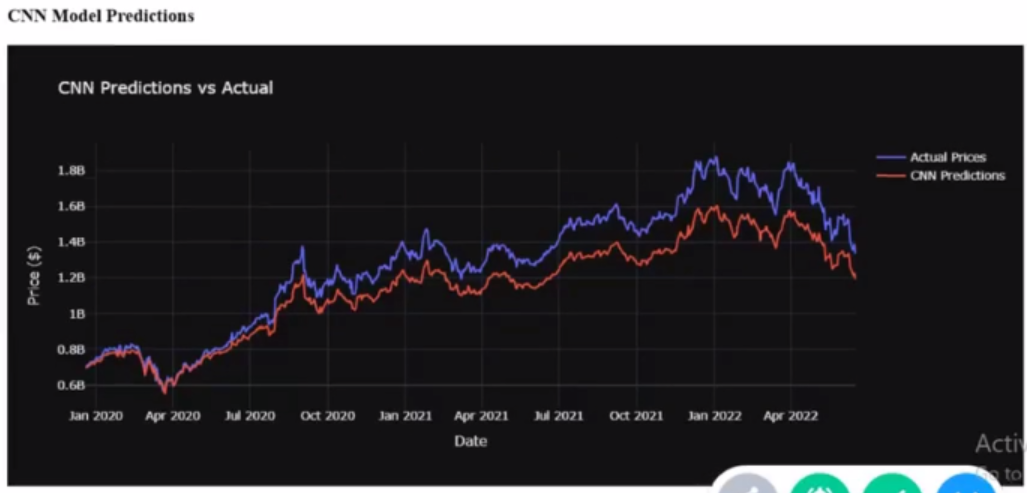 CNN Model Predictions
CNN Predictions vs Actual
Actual Prices
CNN Predictions
1.8B
1.6B
1.4B
1.2B
1B
0.8B
0.6B
Price ($)
Jan 2020 Apr 2020 Jul 2020 Oct 2020 Jan 2021 Apr 2021 Jul 2021 Oct 2021 Jan 2022 Apr 2022
Date
Activ
Go to